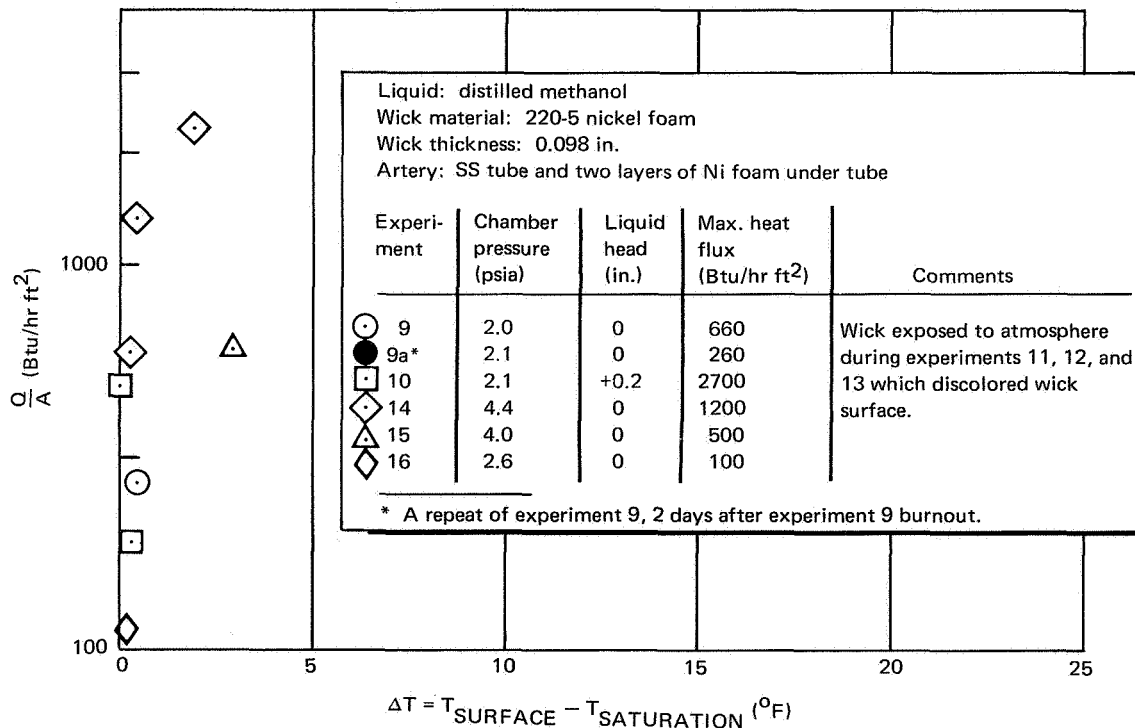 Q/A (Btu/hr ft²)
1000
100
Liquid: distilled methanol
Wick material: 220-5 nickel foam
Wick thickness: 0.098 in.
Artery: SS tube and two layers of Ni foam under tube
Experi- Chamber Liquid Max. heat
ment pressure head flux
(psia) (in.) (Btu/hr ft²) Comments
9 2.0 0 660 Wick exposed to atmosphere
9a* 2.1 0 260 during experiments 11, 12, and
10 2.1 +0.2 2700 13 which discolored wick
14 4.4 0 1200 surface.
15 4.0 0 500
16 2.6 0 100
* A repeat of experiment 9, 2 days after experiment 9 burnout.
0 5 10 15 20 25
ΔT = T_SURFACE − T_SATURATION (°F)